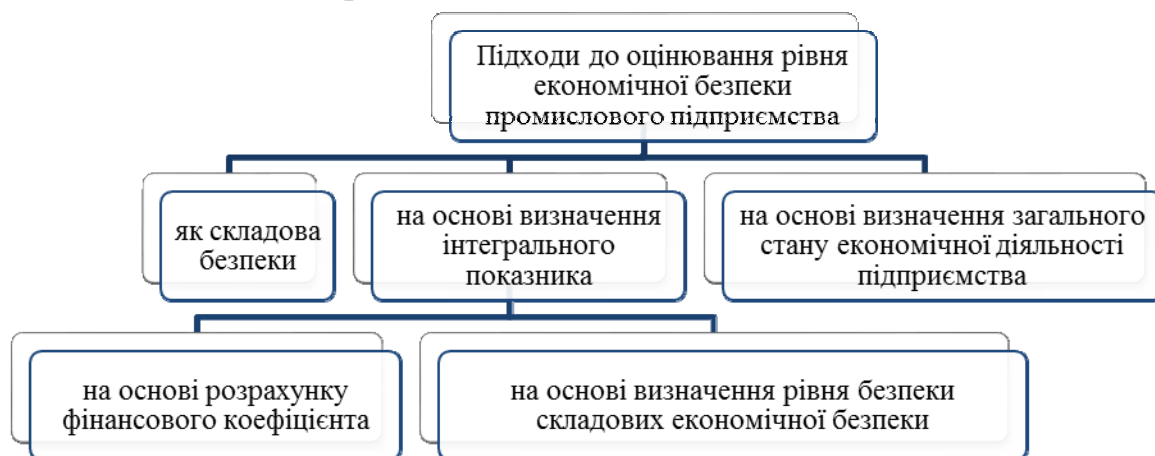 Підходи до оцінювання рівня
економічної безпеки
промислового підприємства
як складова
безпеки
на основі визначення
інтегрального
показника
на основі визначення загального
стану економічної діяльності
підприємства
на основі розрахунку
фінансового коефіцієнта
на основі визначення рівня безпеки
складових економічної безпеки